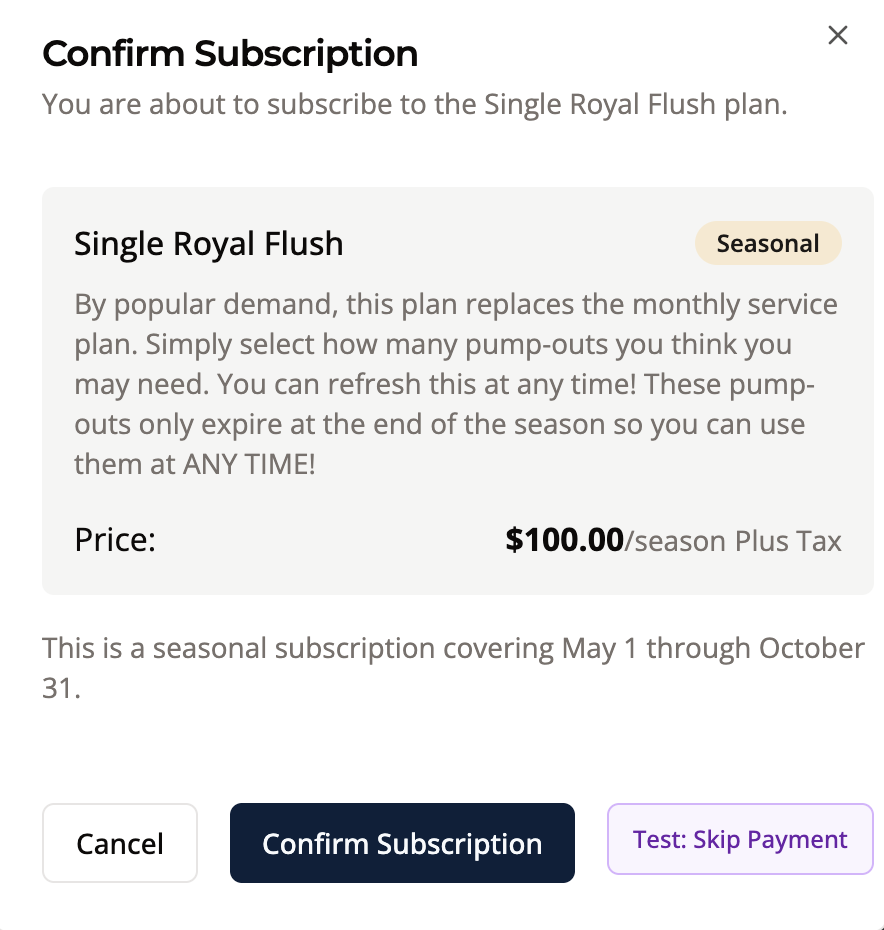 Confirm Subscription
You are about to subscribe to the Single Royal Flush plan.
Single Royal Flush
Seasonal
By popular demand, this plan replaces the monthly service
plan. Simply select how many pump-outs you think you
may need. You can refresh this at any time! These pump-
outs only expire at the end of the season so you can use
them at ANY TIME!
Price:
$100.00/season Plus Tax
This is a seasonal subscription covering May 1 through October
31.
Cancel
Confirm Subscription
Test: Skip Payment